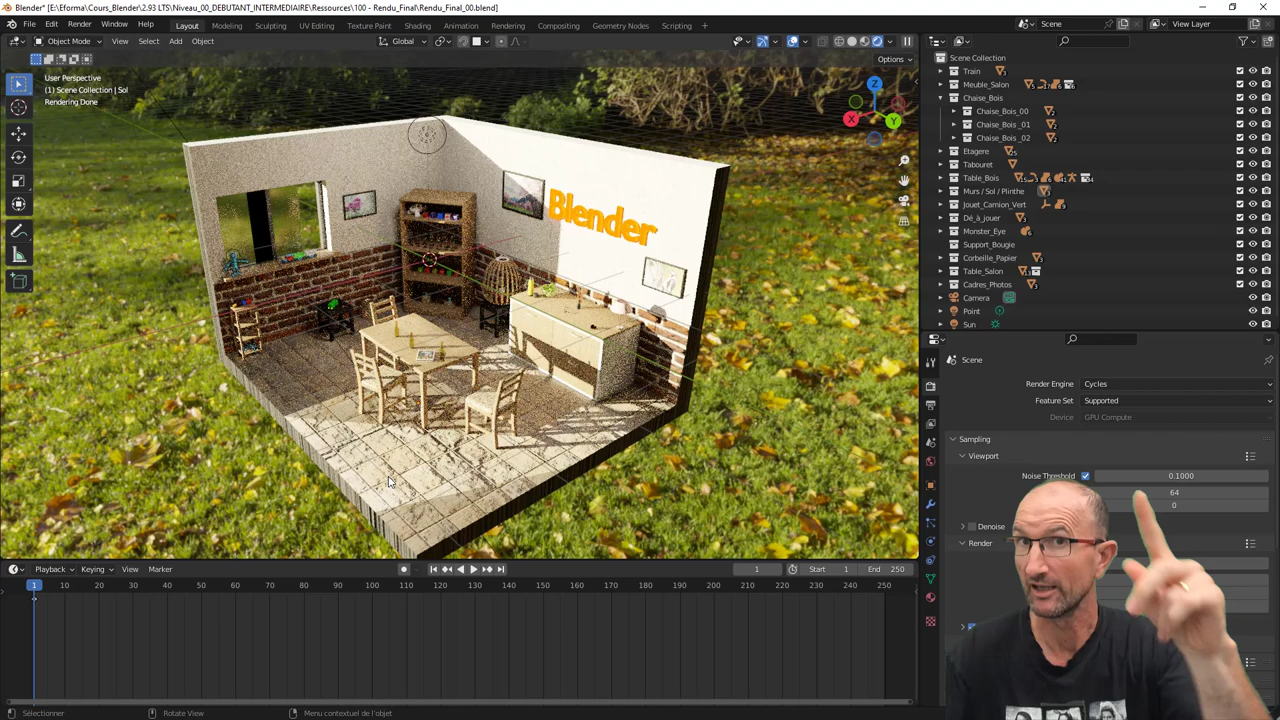 Blender* [E:\Eforma\Cours_Blender\2.93 LTS\Niveau_00_DEBUTANT_INTERMEDIAIRE\Ressources\100 - Rendu_Final\Rendu_Final_00.blend]
File Edit Render Window Help Layout Modeling Sculpting UV Editing Texture Paint Shading Animation Rendering Compositing Geometry Nodes Scripting + Scene View Layer
Object Mode View Select Add Object Global
Options
User Perspective
(1) Scene Collection | Sol
Rendering Done
Z
X
Y
Blender
Scene Collection
Train
Meuble_Salon
Chaise_Bois
Chaise_Bois_00
Chaise_Bois_01
Chaise_Bois_02
Etagere
Tabouret
Table_Bois
Murs / Sol / Plinthe
Jouet_Camion_Vert
Dé_à_jouer
Monster_Eye
Support_Bougie
Corbeille_Papier
Table_Salon
Cadres_Photos
Camera
Point
Sun
Scene
Render Engine Cycles
Feature Set Supported
Device GPU Compute
Sampling
Viewport
Noise Threshold 0.1000
64
0
Denoise
Render
Playback Keying View Marker 1 Start 1 End 250
1 10 20 30 40 50 60 70 80 90 100 110 120 130 140 150 160 170 180 190 200 210 220 230 240 250
Sélectionner Rotate View Menu contextuel de l'objet